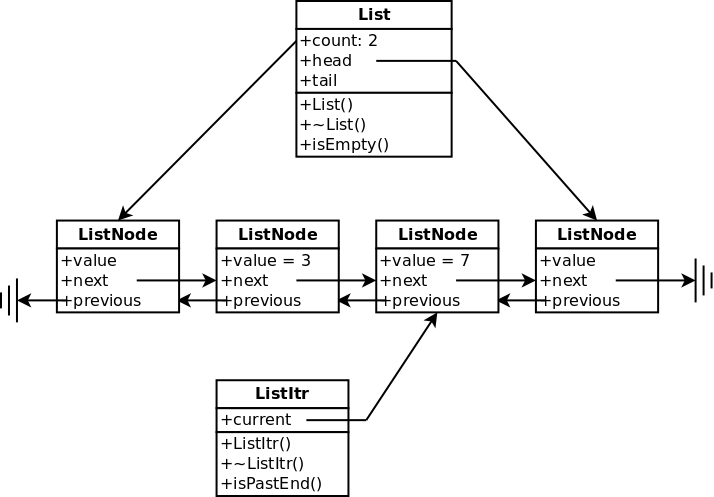 List
+count: 2
+head
+tail
+List()
+~List()
+isEmpty()
ListNode
+value
+next
+previous
ListNode
+value = 3
+next
+previous
ListNode
+value = 7
+next
+previous
ListNode
+value
+next
+previous
ListItr
+current
+ListItr()
+~ListItr()
+isPastEnd()